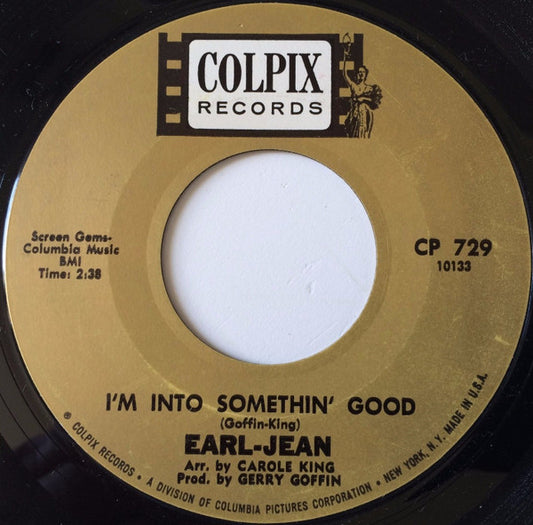 COLPIX
RECORDS
Screen Gems-
Columbia Music
BMI
Time: 2:38
CP 729
10133
I'M INTO SOMETHIN' GOOD
(Goffin-King)
EARL-JEAN
Arr. by CAROLE KING
Prod. by GERRY GOFFIN
® COLPIX RECORDS • A DIVISION OF COLUMBIA PICTURES CORPORATION • NEW YORK, N.Y. MADE IN U.S.A.